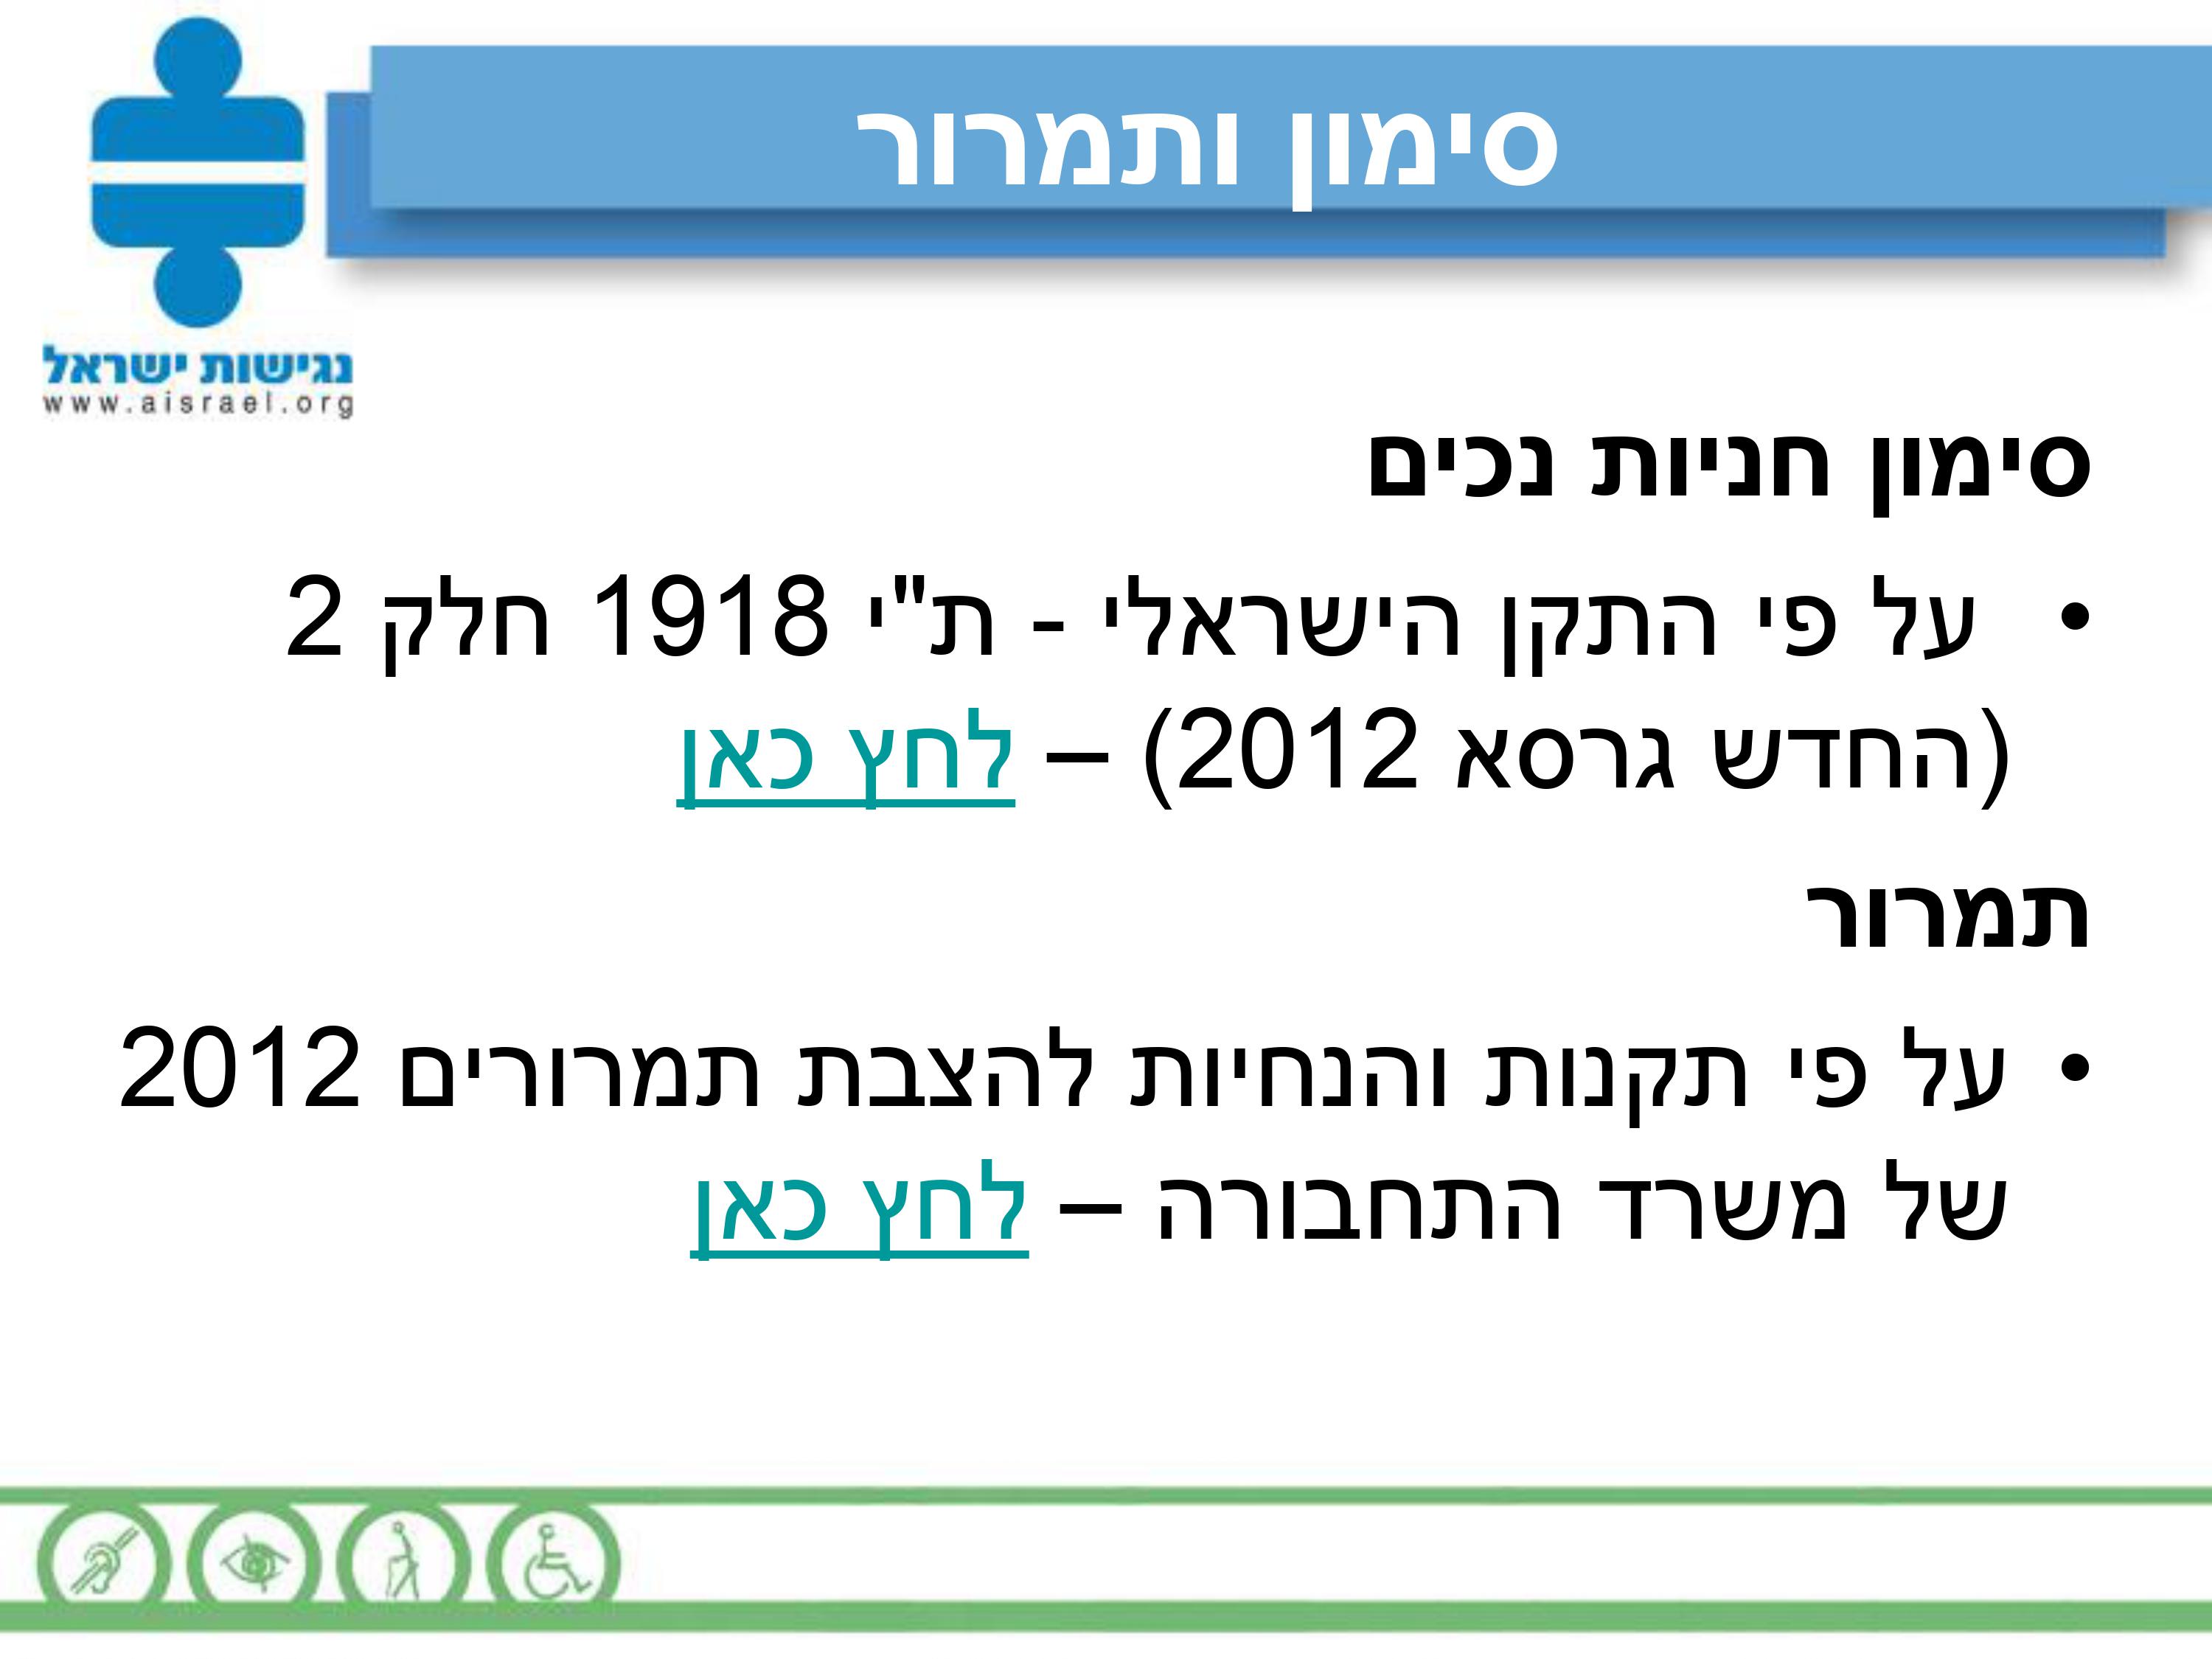 סימון ותמרור
נגישות ישראל
www.aisrael.org
סימון חניות נכים
• על פי התקן הישראלי - ת"י 1918 חלק 2
(החדש גרסא 2012) – לחץ כאן
תמרור
• על פי תקנות והנחיות להצבת תמרורים 2012
של משרד התחבורה – לחץ כאן